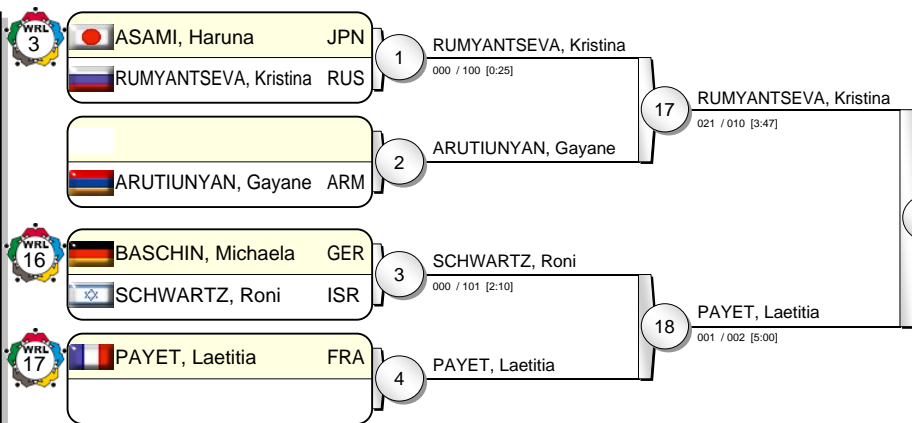 WRL
3
ASAMI, Haruna JPN
RUMYANTSEVA, Kristina RUS
1
RUMYANTSEVA, Kristina
000 / 100 [0:25]
17
RUMYANTSEVA, Kristina
021 / 010 [3:47]
2
ARUTIUNYAN, Gayane
ARUTIUNYAN, Gayane ARM
WRL
16
BASCHIN, Michaela GER
SCHWARTZ, Roni ISR
3
SCHWARTZ, Roni
000 / 101 [2:10]
18
PAYET, Laetitia
001 / 002 [5:00]
WRL
17
PAYET, Laetitia FRA
4
PAYET, Laetitia